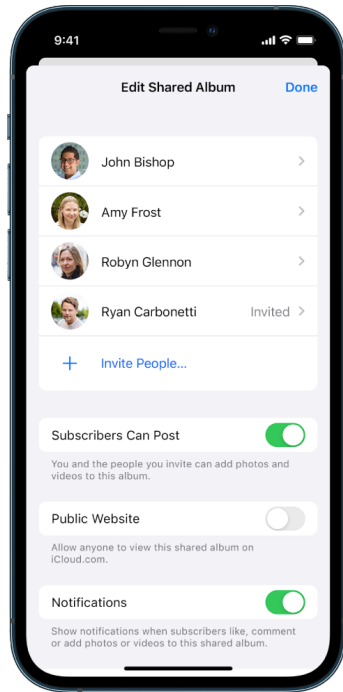 9:41
Edit Shared Album Done
John Bishop
Amy Frost
Robyn Glennon
Ryan Carbonetti Invited
Invite People...
Subscribers Can Post
You and the people you invite can add photos and
videos to this album.
Public Website
Allow anyone to view this shared album on
iCloud.com.
Notifications
Show notifications when subscribers like, comment
or add photos or videos to this shared album.